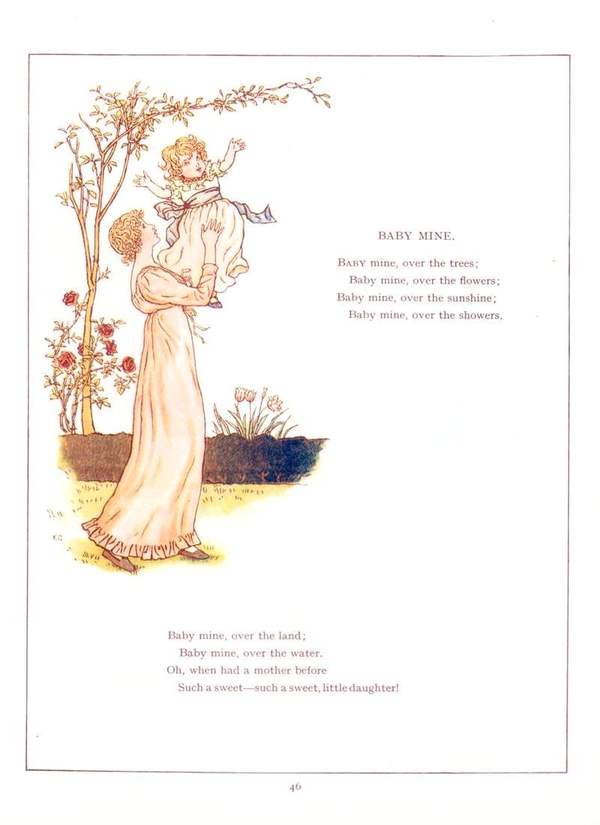 BABY MINE.
BABY mine, over the trees;
Baby mine, over the flowers;
Baby mine, over the sunshine;
Baby mine, over the showers.
K.G.
Baby mine, over the land;
Baby mine, over the water.
Oh, when had a mother before
Such a sweet—such a sweet, little daughter!
46